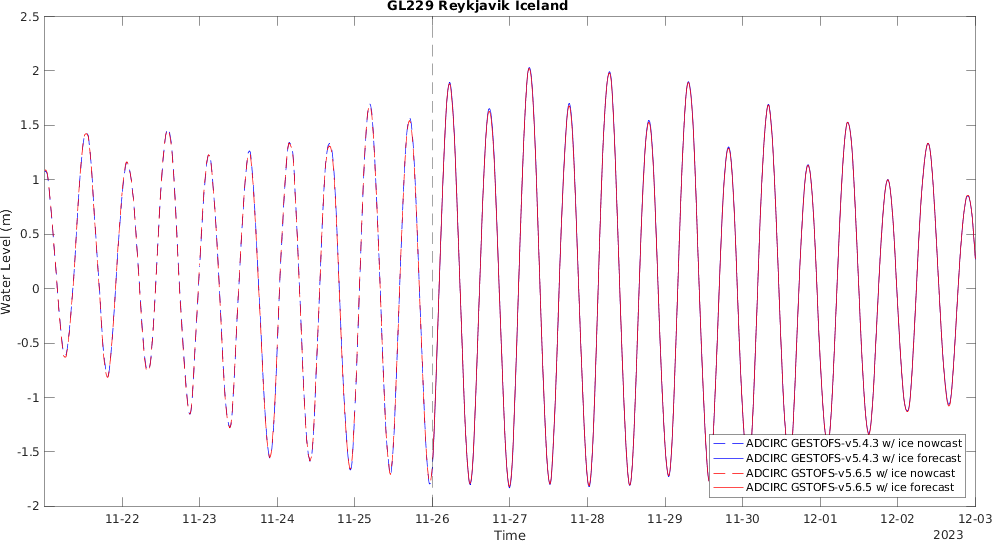 GL229 Reykjavik Iceland
2.5
2
1.5
1
0.5
0
-0.5
-1
-1.5
-2
Water Level (m)
ADCIRC GESTOFS-v5.4.3 w/ ice nowcast
ADCIRC GESTOFS-v5.4.3 w/ ice forecast
ADCIRC GSTOFS-v5.6.5 w/ ice nowcast
ADCIRC GSTOFS-v5.6.5 w/ ice forecast
11-22 11-23 11-24 11-25 11-26 11-27 11-28 11-29 11-30 12-01 12-02 12-03
Time
2023